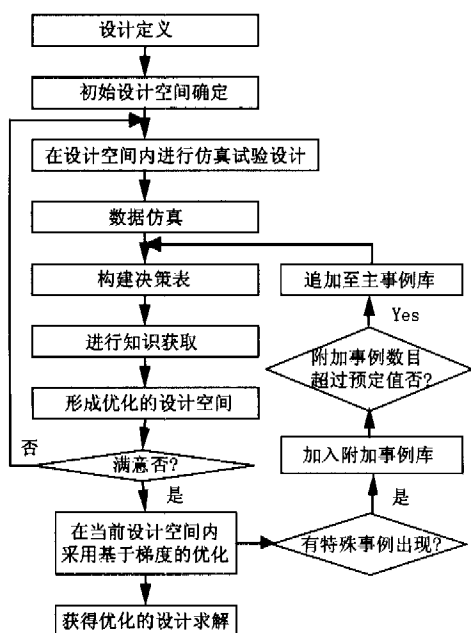 设计定义
初始设计空间确定
在设计空间内进行仿真试验设计
数据仿真
构建决策表
追加至主事例库
Yes
进行知识获取
附加事例数目
超过预定值否?
形成优化的设计空间
否
满意否?
加入附加事例库
是
是
在当前设计空间内
采用基于梯度的优化
有特殊事例出现?
获得优化的设计求解